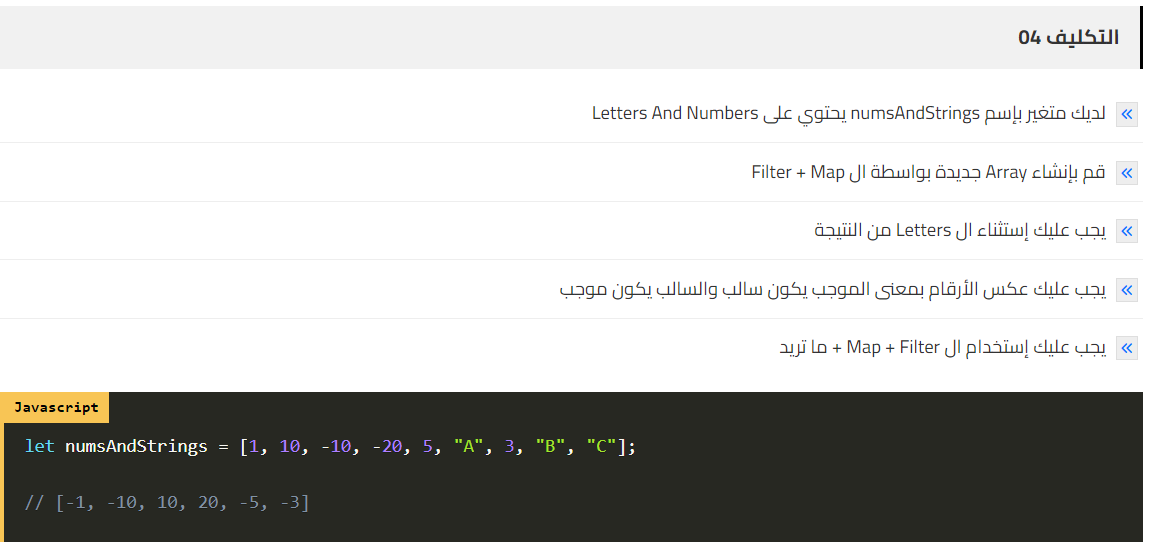 التكليف 04
لديك متغير بإسم numsAndStrings يحتوي على Letters And Numbers
قم بإنشاء Array جديدة بواسطة ال Filter + Map
يجب عليك إستثناء ال Letters من النتيجة
يجب عليك عكس الأرقام بمعنى الموجب يكون سالب والسالب يكون موجب
يجب عليك إستخدام ال Map + Filter + ما تريد
Javascript
let numsAndStrings = [1, 10, -10, -20, 5, "A", 3, "B", "C"];
// [-1, -10, 10, 20, -5, -3]